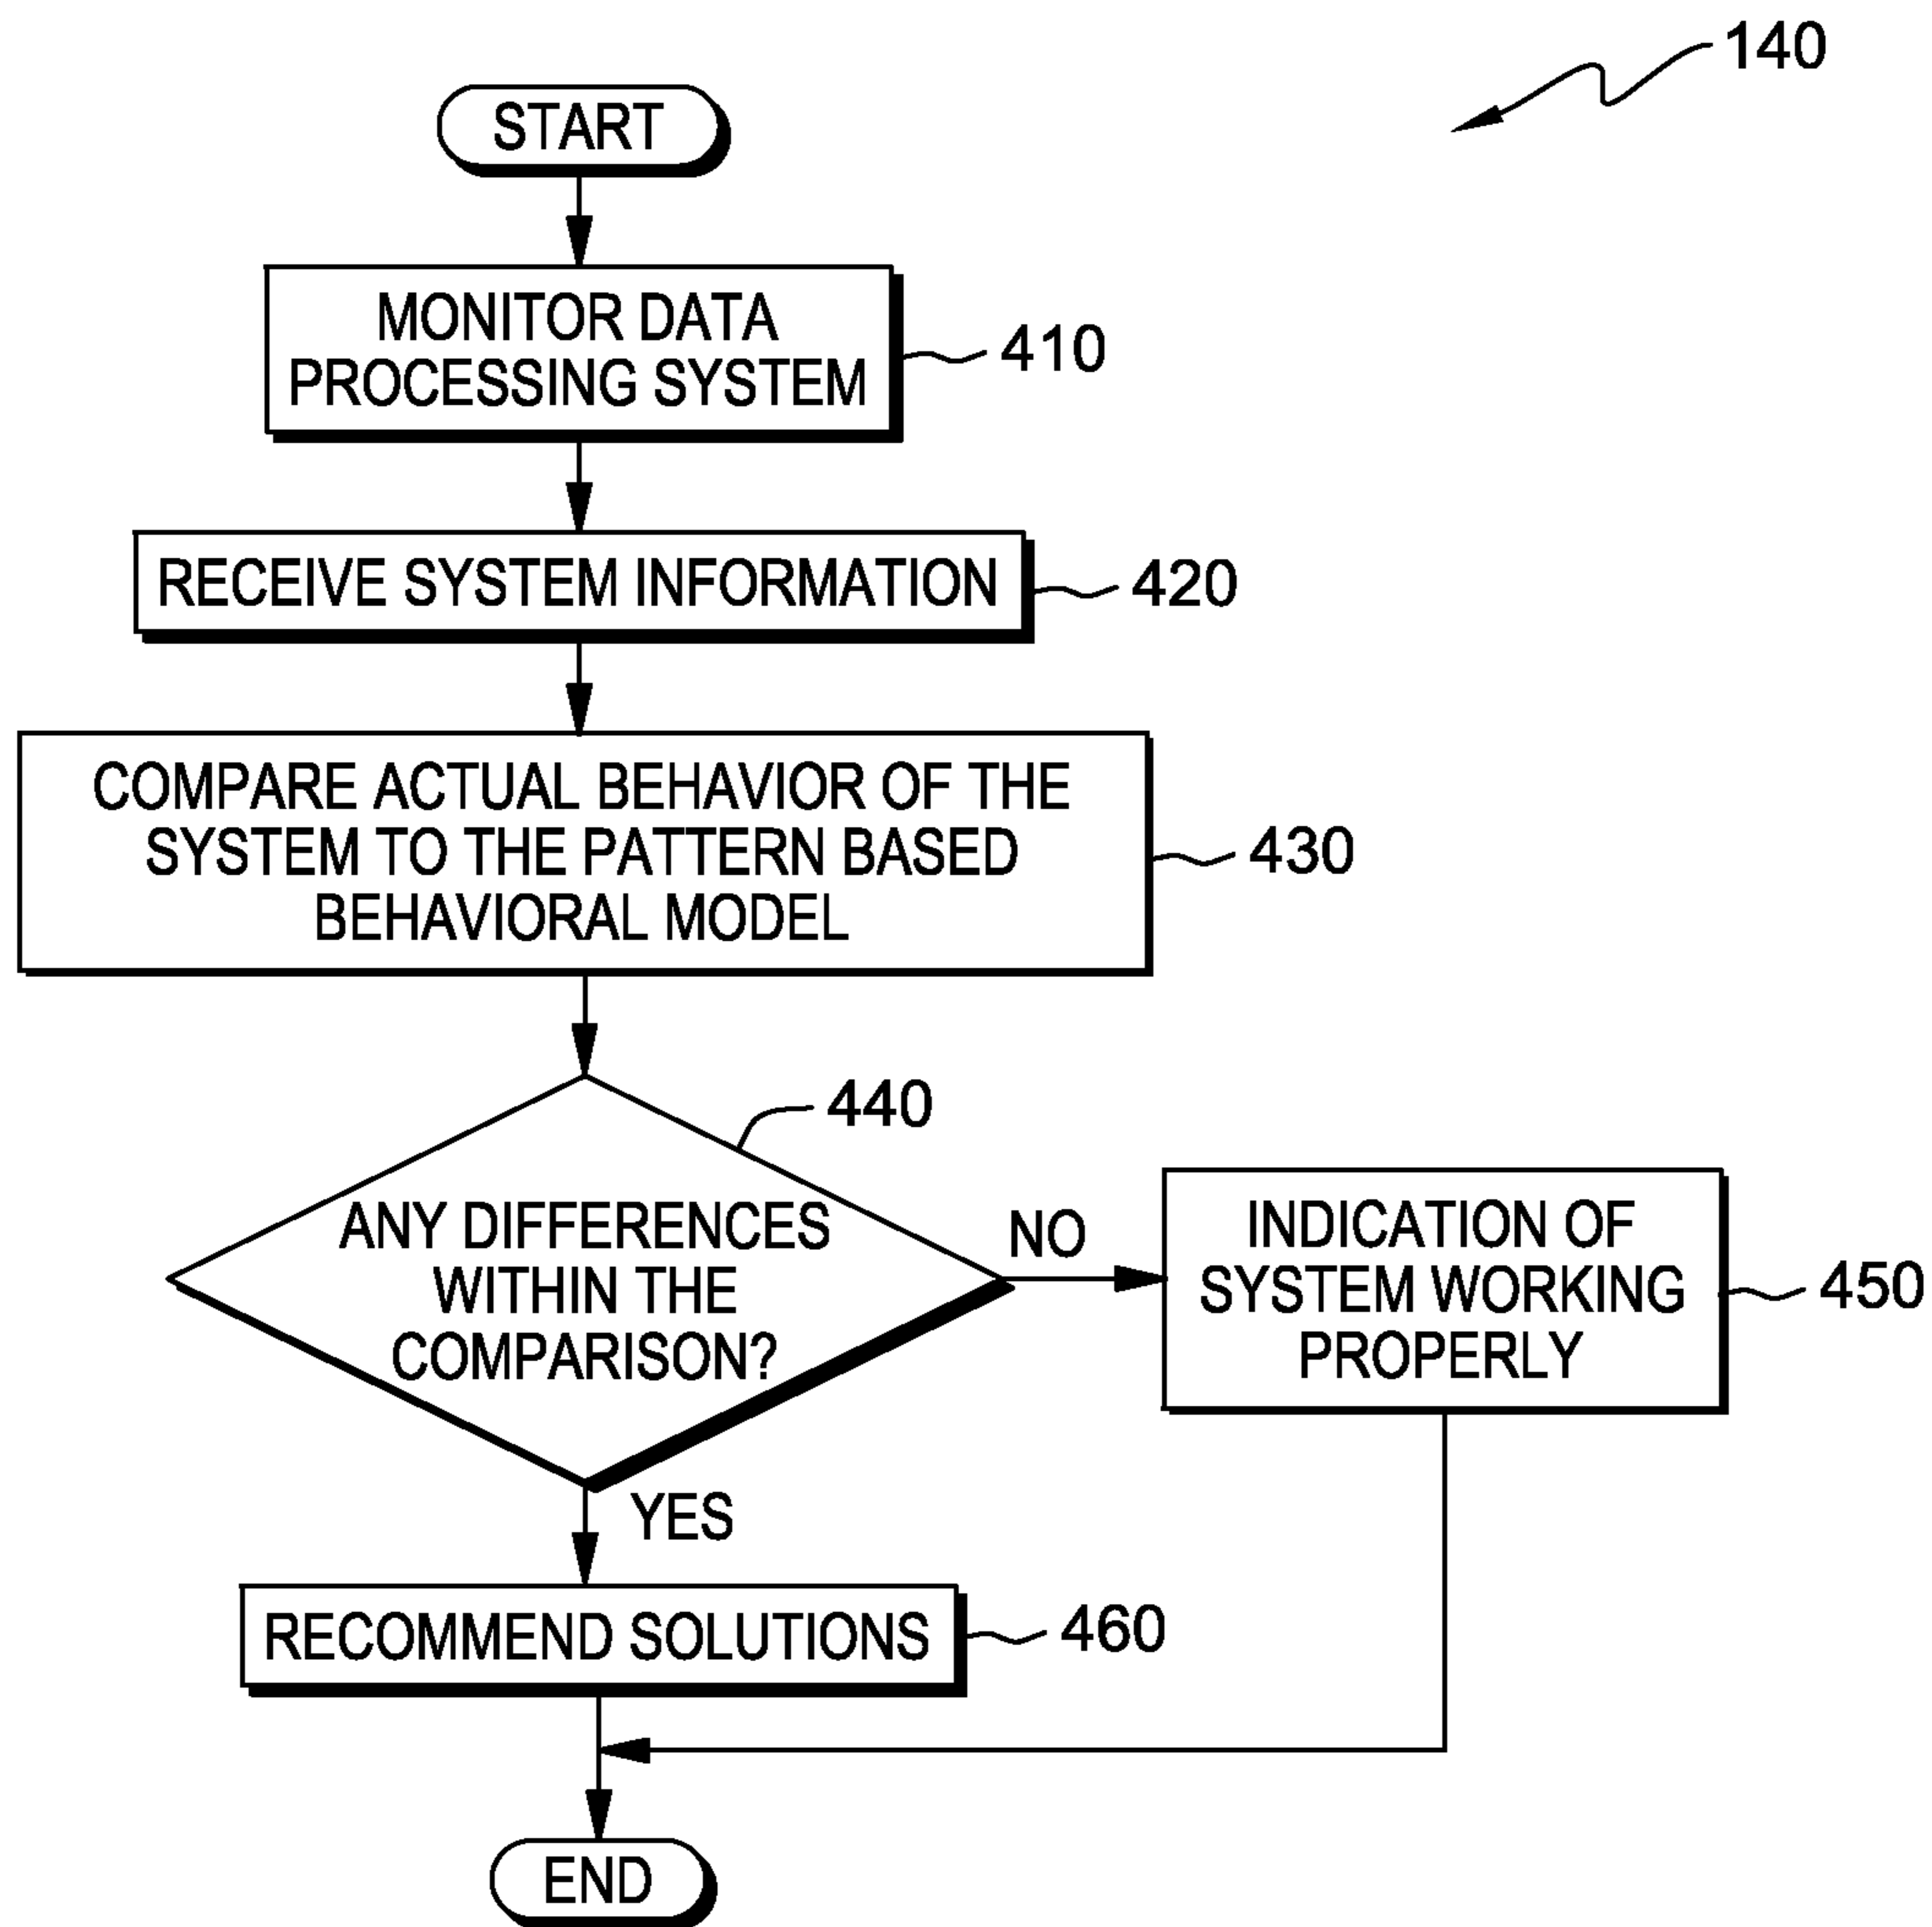 140
START
MONITOR DATA
PROCESSING SYSTEM
410
RECEIVE SYSTEM INFORMATION
420
COMPARE ACTUAL BEHAVIOR OF THE
SYSTEM TO THE PATTERN BASED
BEHAVIORAL MODEL
430
440
ANY DIFFERENCES
WITHIN THE
COMPARISON?
NO
INDICATION OF
SYSTEM WORKING
PROPERLY
450
YES
RECOMMEND SOLUTIONS
460
END